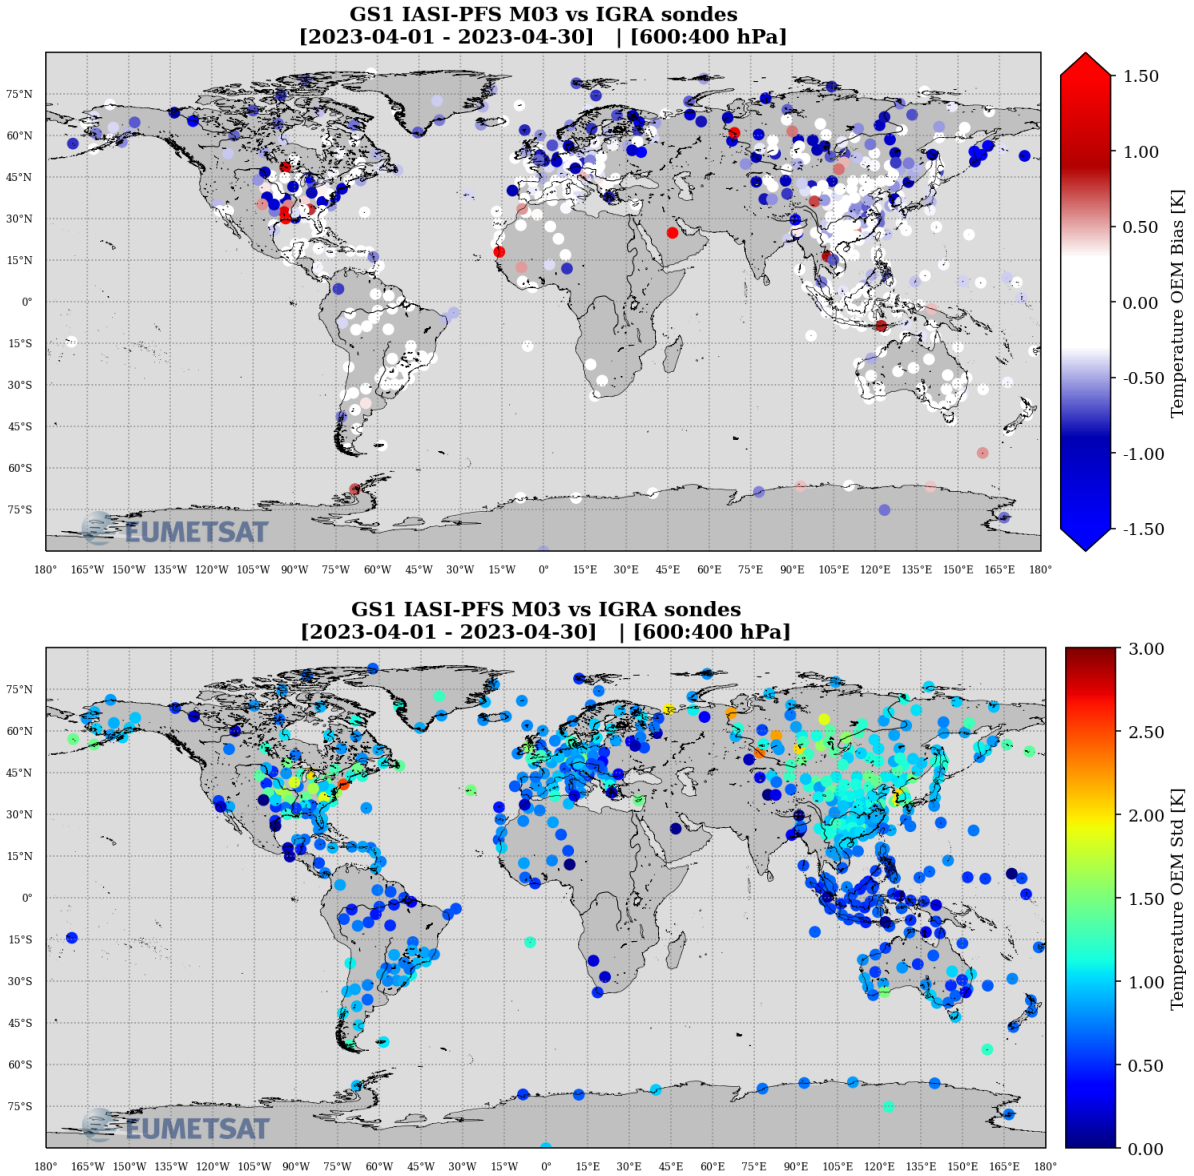 GS1 IASI-PFS M03 vs IGRA sondes
[2023-04-01 - 2023-04-30]   | [600:400 hPa]
75°N
60°N
45°N
30°N
15°N
0°
15°S
30°S
45°S
60°S
75°S
EUMETSAT
180° 165°W 150°W 135°W 120°W 105°W 90°W 75°W 60°W 45°W 30°W 15°W 0° 15°E 30°E 45°E 60°E 75°E 90°E 105°E 120°E 135°E 150°E 165°E 180°
1.50
1.00
0.50
0.00
-0.50
-1.00
-1.50
Temperature OEM Bias [K]
GS1 IASI-PFS M03 vs IGRA sondes
[2023-04-01 - 2023-04-30]   | [600:400 hPa]
75°N
60°N
45°N
30°N
15°N
0°
15°S
30°S
45°S
60°S
75°S
EUMETSAT
180° 165°W 150°W 135°W 120°W 105°W 90°W 75°W 60°W 45°W 30°W 15°W 0° 15°E 30°E 45°E 60°E 75°E 90°E 105°E 120°E 135°E 150°E 165°E 180°
3.00
2.50
2.00
1.50
1.00
0.50
0.00
Temperature OEM Std [K]